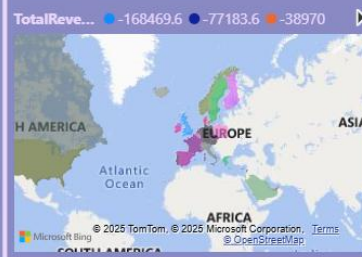 TotalReve... -168469.6 -77183.6 -38970
H AMERICA
EUROPE
ASI
Atlantic
Ocean
AFRICA
Microsoft Bing
© 2025 TomTom, © 2025 Microsoft Corporation, Terms
© OpenStreetMap
SOUTH AMERICA